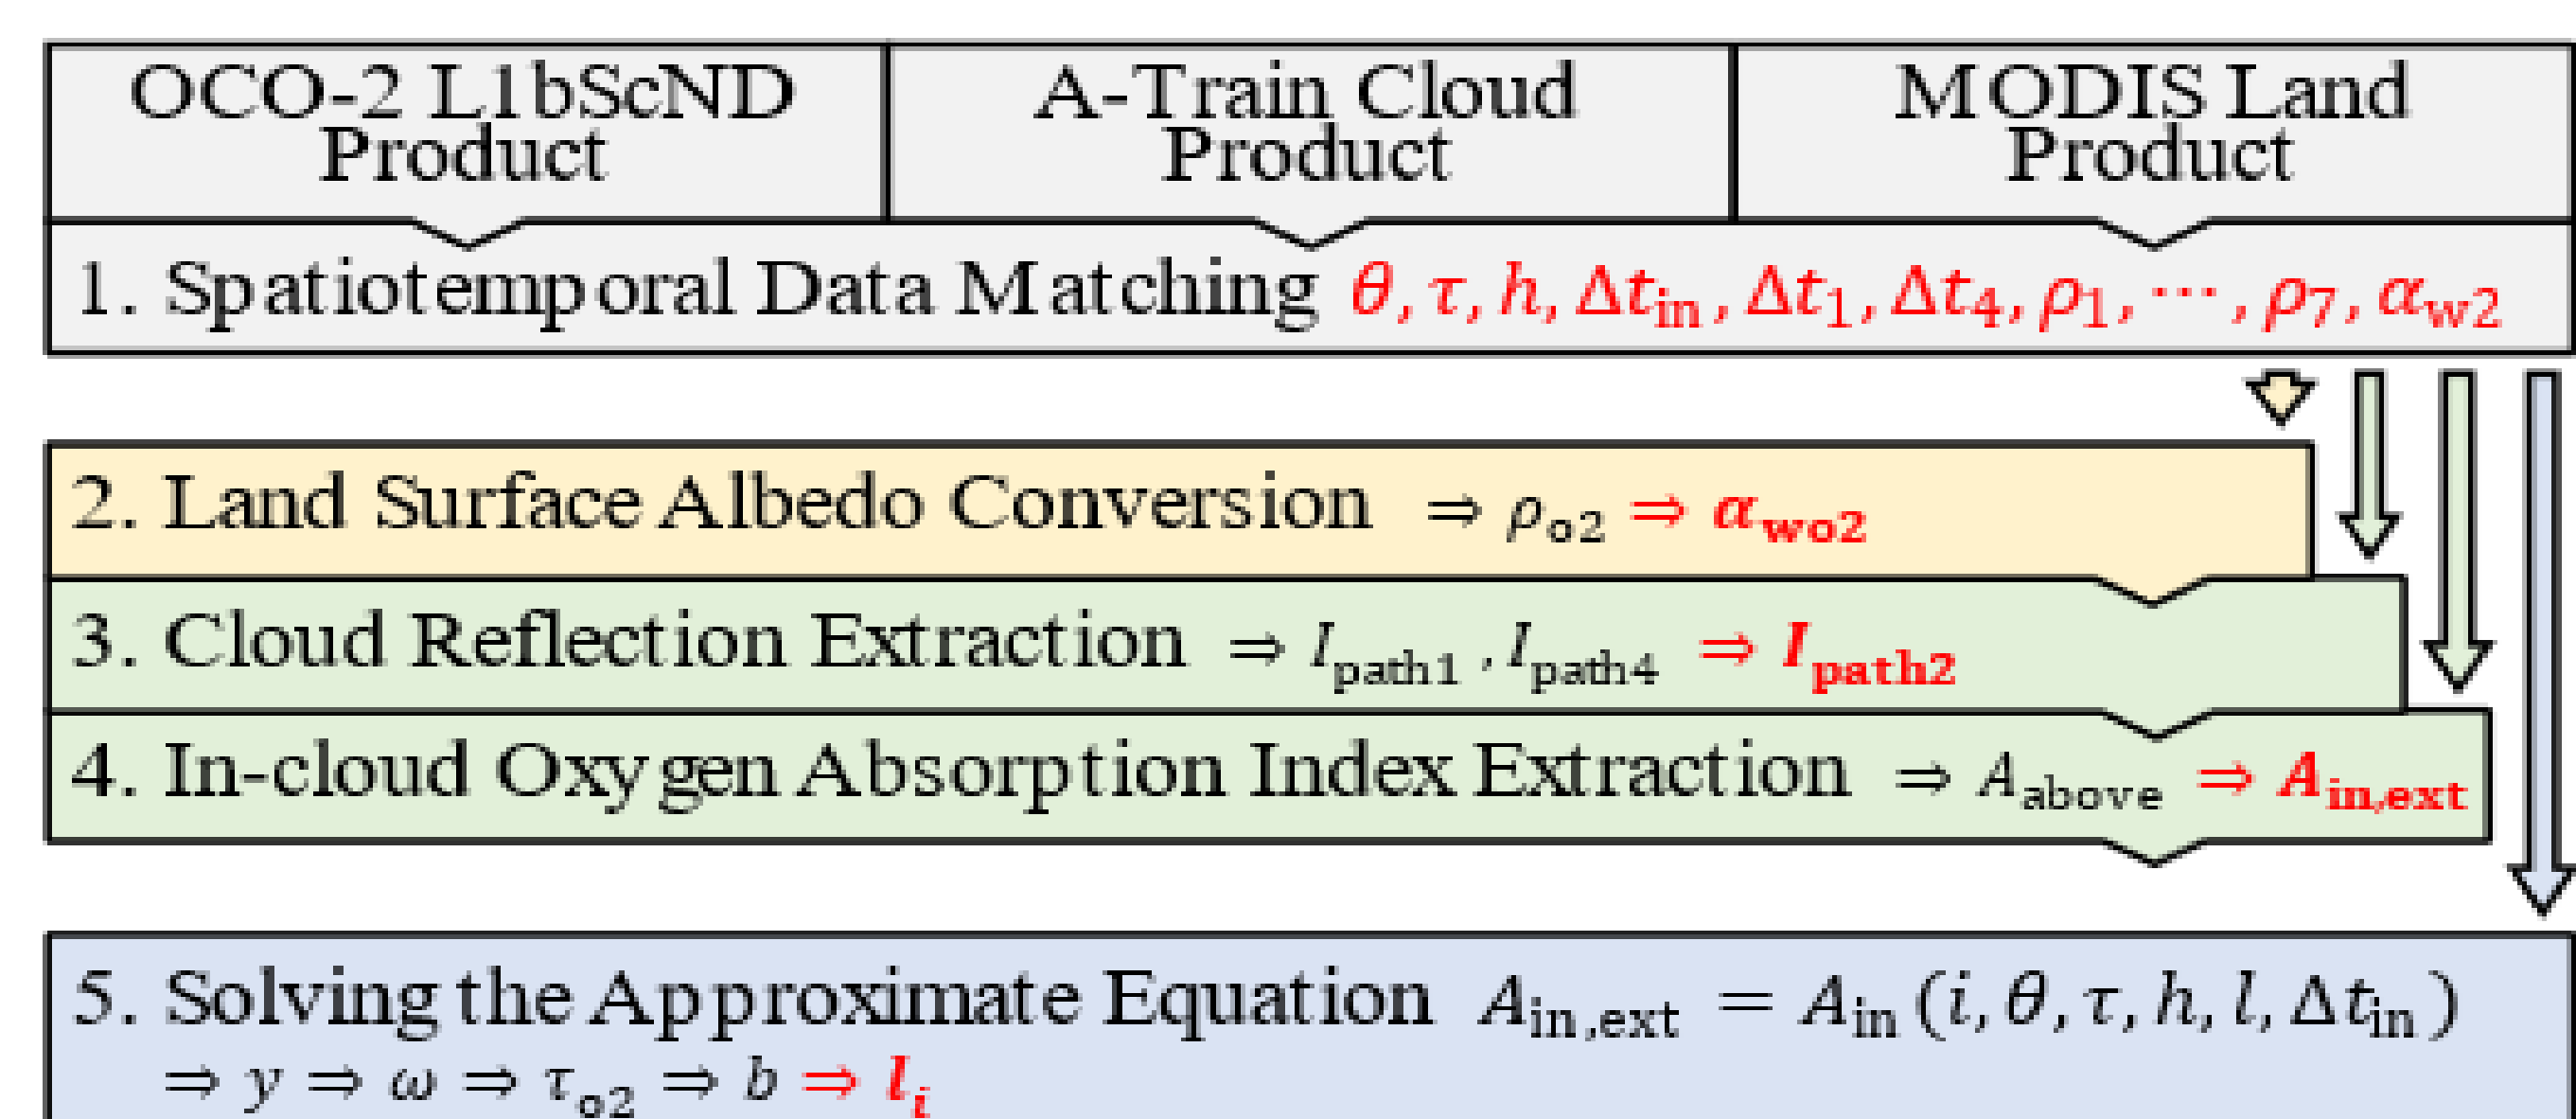 OCO-2 L1bScND
Product
A-Train Cloud
Product
MODIS Land
Product
1. Spatiotemporal Data Matching θ, τ, h, Δt_in, Δt_1, Δt_4, ρ_1, ⋯, ρ_7, α_w2
2. Land Surface Albedo Conversion ⇒ ρ_o2 ⇒ α_wo2
3. Cloud Reflection Extraction ⇒ I_path1, I_path4 ⇒ I_path2
4. In-cloud Oxygen Absorption Index Extraction ⇒ A_above ⇒ A_in,ext
5. Solving the Approximate Equation A_in,ext = A_in (i, θ, τ, h, l, Δt_in)
⇒ y ⇒ ω ⇒ τ_o2 ⇒ b ⇒ l_i